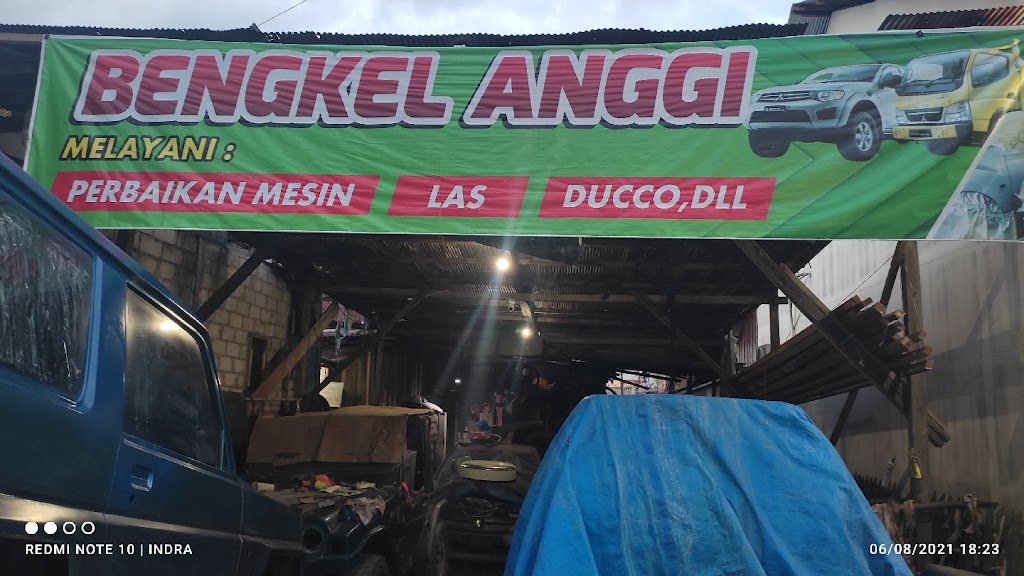 BENGKEL ANGGI
MELAYANI :
PERBAIKAN MESIN LAS DUCCO,DLL
REDMI NOTE 10 | INDRA
06/08/2021 18:23